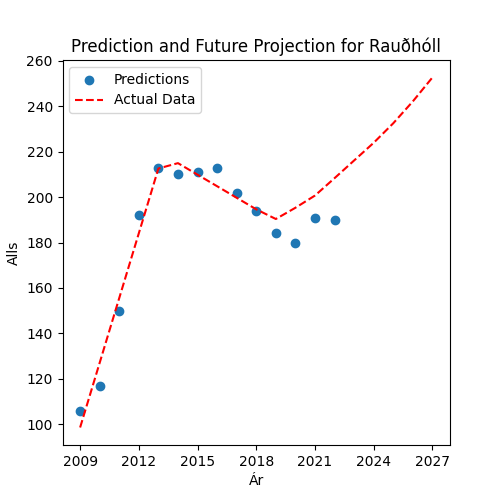 Prediction and Future Projection for Rauðhóll
260
240
220
200
180
160
140
120
100
Alls
Predictions
Actual Data
2009 2012 2015 2018 2021 2024 2027
Ár